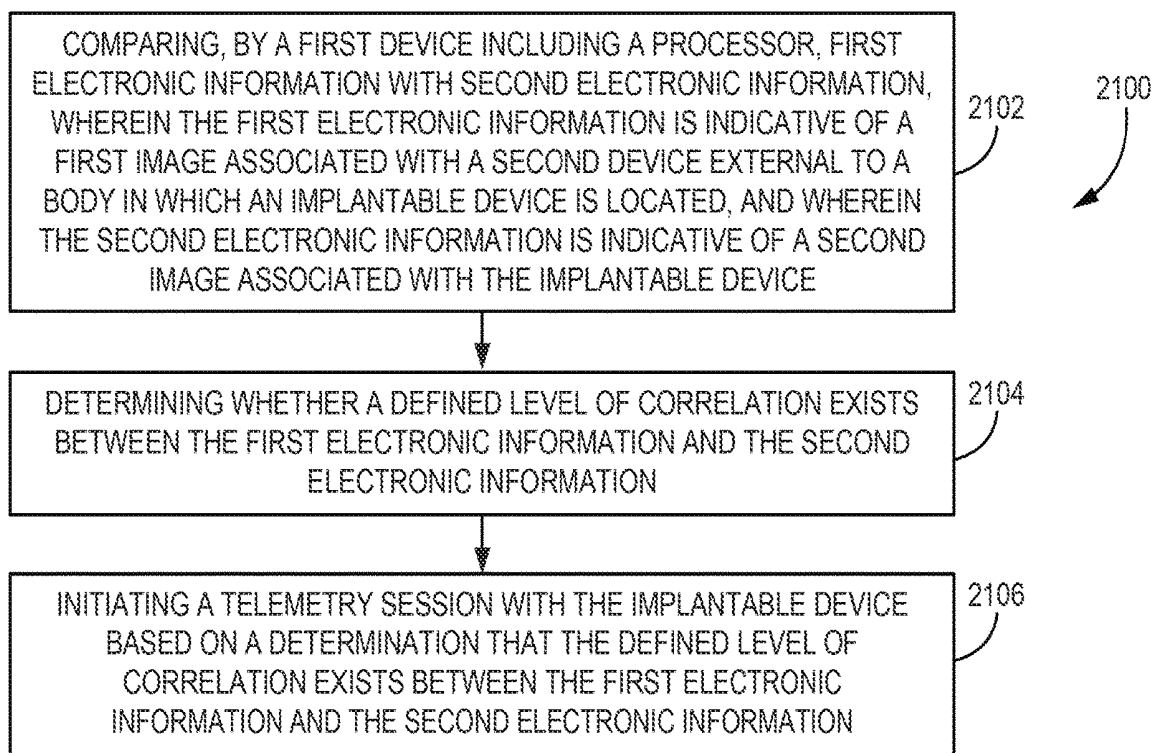 COMPARING, BY A FIRST DEVICE INCLUDING A PROCESSOR, FIRST
ELECTRONIC INFORMATION WITH SECOND ELECTRONIC INFORMATION,
WHEREIN THE FIRST ELECTRONIC INFORMATION IS INDICATIVE OF A
FIRST IMAGE ASSOCIATED WITH A SECOND DEVICE EXTERNAL TO A
BODY IN WHICH AN IMPLANTABLE DEVICE IS LOCATED, AND WHEREIN
THE SECOND ELECTRONIC INFORMATION IS INDICATIVE OF A SECOND
IMAGE ASSOCIATED WITH THE IMPLANTABLE DEVICE
2102
2100
DETERMINING WHETHER A DEFINED LEVEL OF CORRELATION EXISTS
BETWEEN THE FIRST ELECTRONIC INFORMATION AND THE SECOND
ELECTRONIC INFORMATION
2104
INITIATING A TELEMETRY SESSION WITH THE IMPLANTABLE DEVICE
BASED ON A DETERMINATION THAT THE DEFINED LEVEL OF
CORRELATION EXISTS BETWEEN THE FIRST ELECTRONIC
INFORMATION AND THE SECOND ELECTRONIC INFORMATION
2106